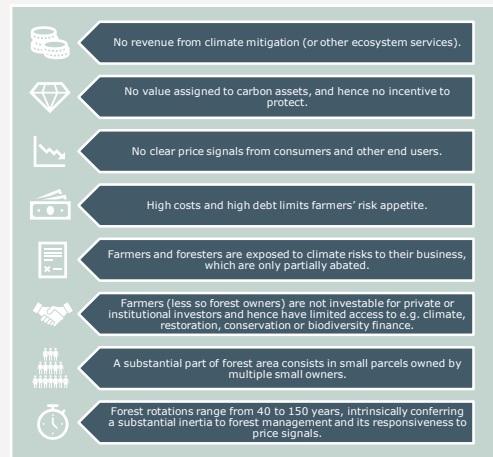 No revenue from climate mitigation (or other ecosystem services).
No value assigned to carbon assets, and hence no incentive to
protect.
No clear price signals from consumers and other end users.
High costs and high debt limits farmers’ risk appetite.
Farmers and foresters are exposed to climate risks to their business,
which are only partially abated.
Farmers (less so forest owners) are not investable for private or
institutional investors and hence have limited access to e.g. climate,
restoration, conservation or biodiversity finance.
A substantial part of forest area consists in small parcels owned by
multiple small owners.
Forest rotations range from 40 to 150 years, intrinsically conferring
a substantial inertia to forest management and its responsiveness to
price signals.